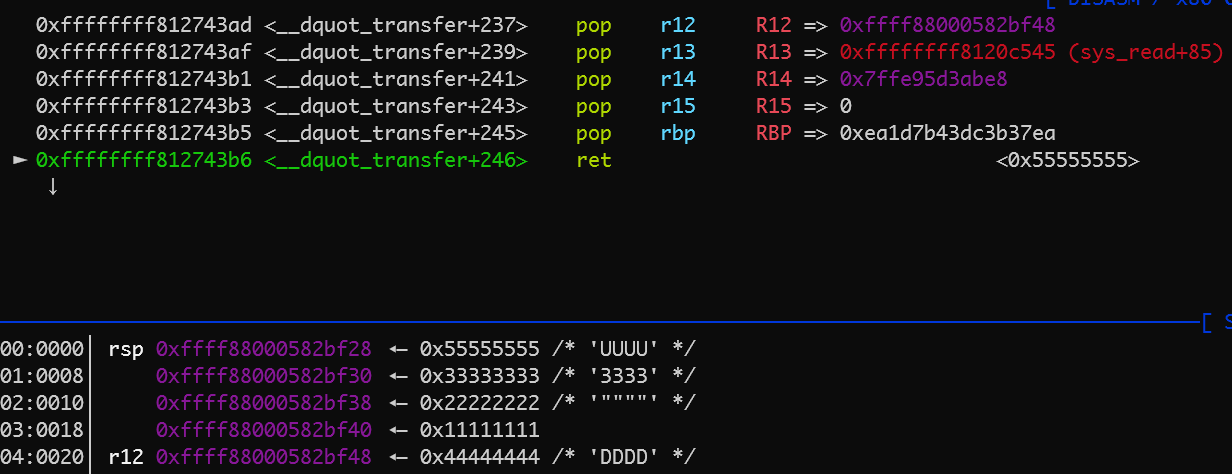 [ DISASM / x86
0xffffffff812743ad <__dquot_transfer+237> pop r12 R12 => 0xffff88000582bf48
0xffffffff812743af <__dquot_transfer+239> pop r13 R13 => 0xffffffff8120c545 (sys_read+85)
0xffffffff812743b1 <__dquot_transfer+241> pop r14 R14 => 0x7ffe95d3abe8
0xffffffff812743b3 <__dquot_transfer+243> pop r15 R15 => 0
0xffffffff812743b5 <__dquot_transfer+245> pop rbp RBP => 0xea1d7b43dc3b37ea
► 0xffffffff812743b6 <__dquot_transfer+246> ret <0x55555555>
↓
[ S
00:0000│ rsp 0xffff88000582bf28 ◂— 0x55555555 /* 'UUUU' */
01:0008│ 0xffff88000582bf30 ◂— 0x33333333 /* '3333' */
02:0010│ 0xffff88000582bf38 ◂— 0x22222222 /* '""""' */
03:0018│ 0xffff88000582bf40 ◂— 0x11111111
04:0020│ r12 0xffff88000582bf48 ◂— 0x44444444 /* 'DDDD' */